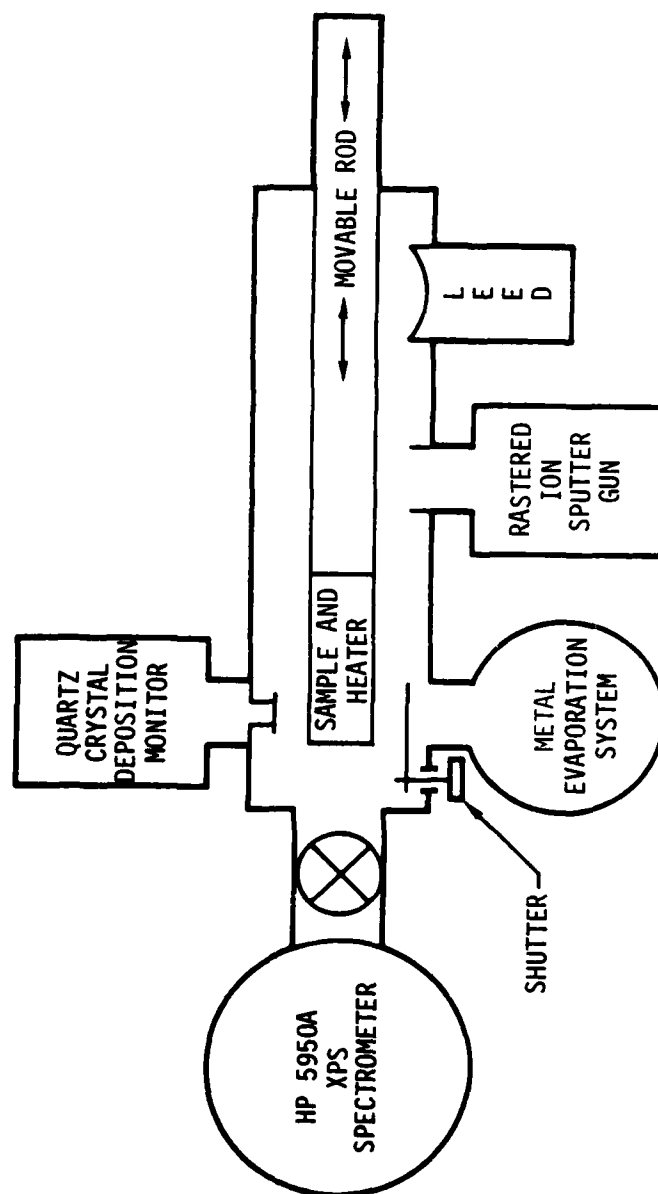 QUARTZ
CRYSTAL
DEPOSITION
MONITOR
SAMPLE AND
HEATER
MOVABLE ROD
HP 5950A
XPS
SPECTROMETER
SHUTTER
METAL
EVAPORATION
SYSTEM
RASTERED
ION
SPUTTER
GUN
L
E
E
D